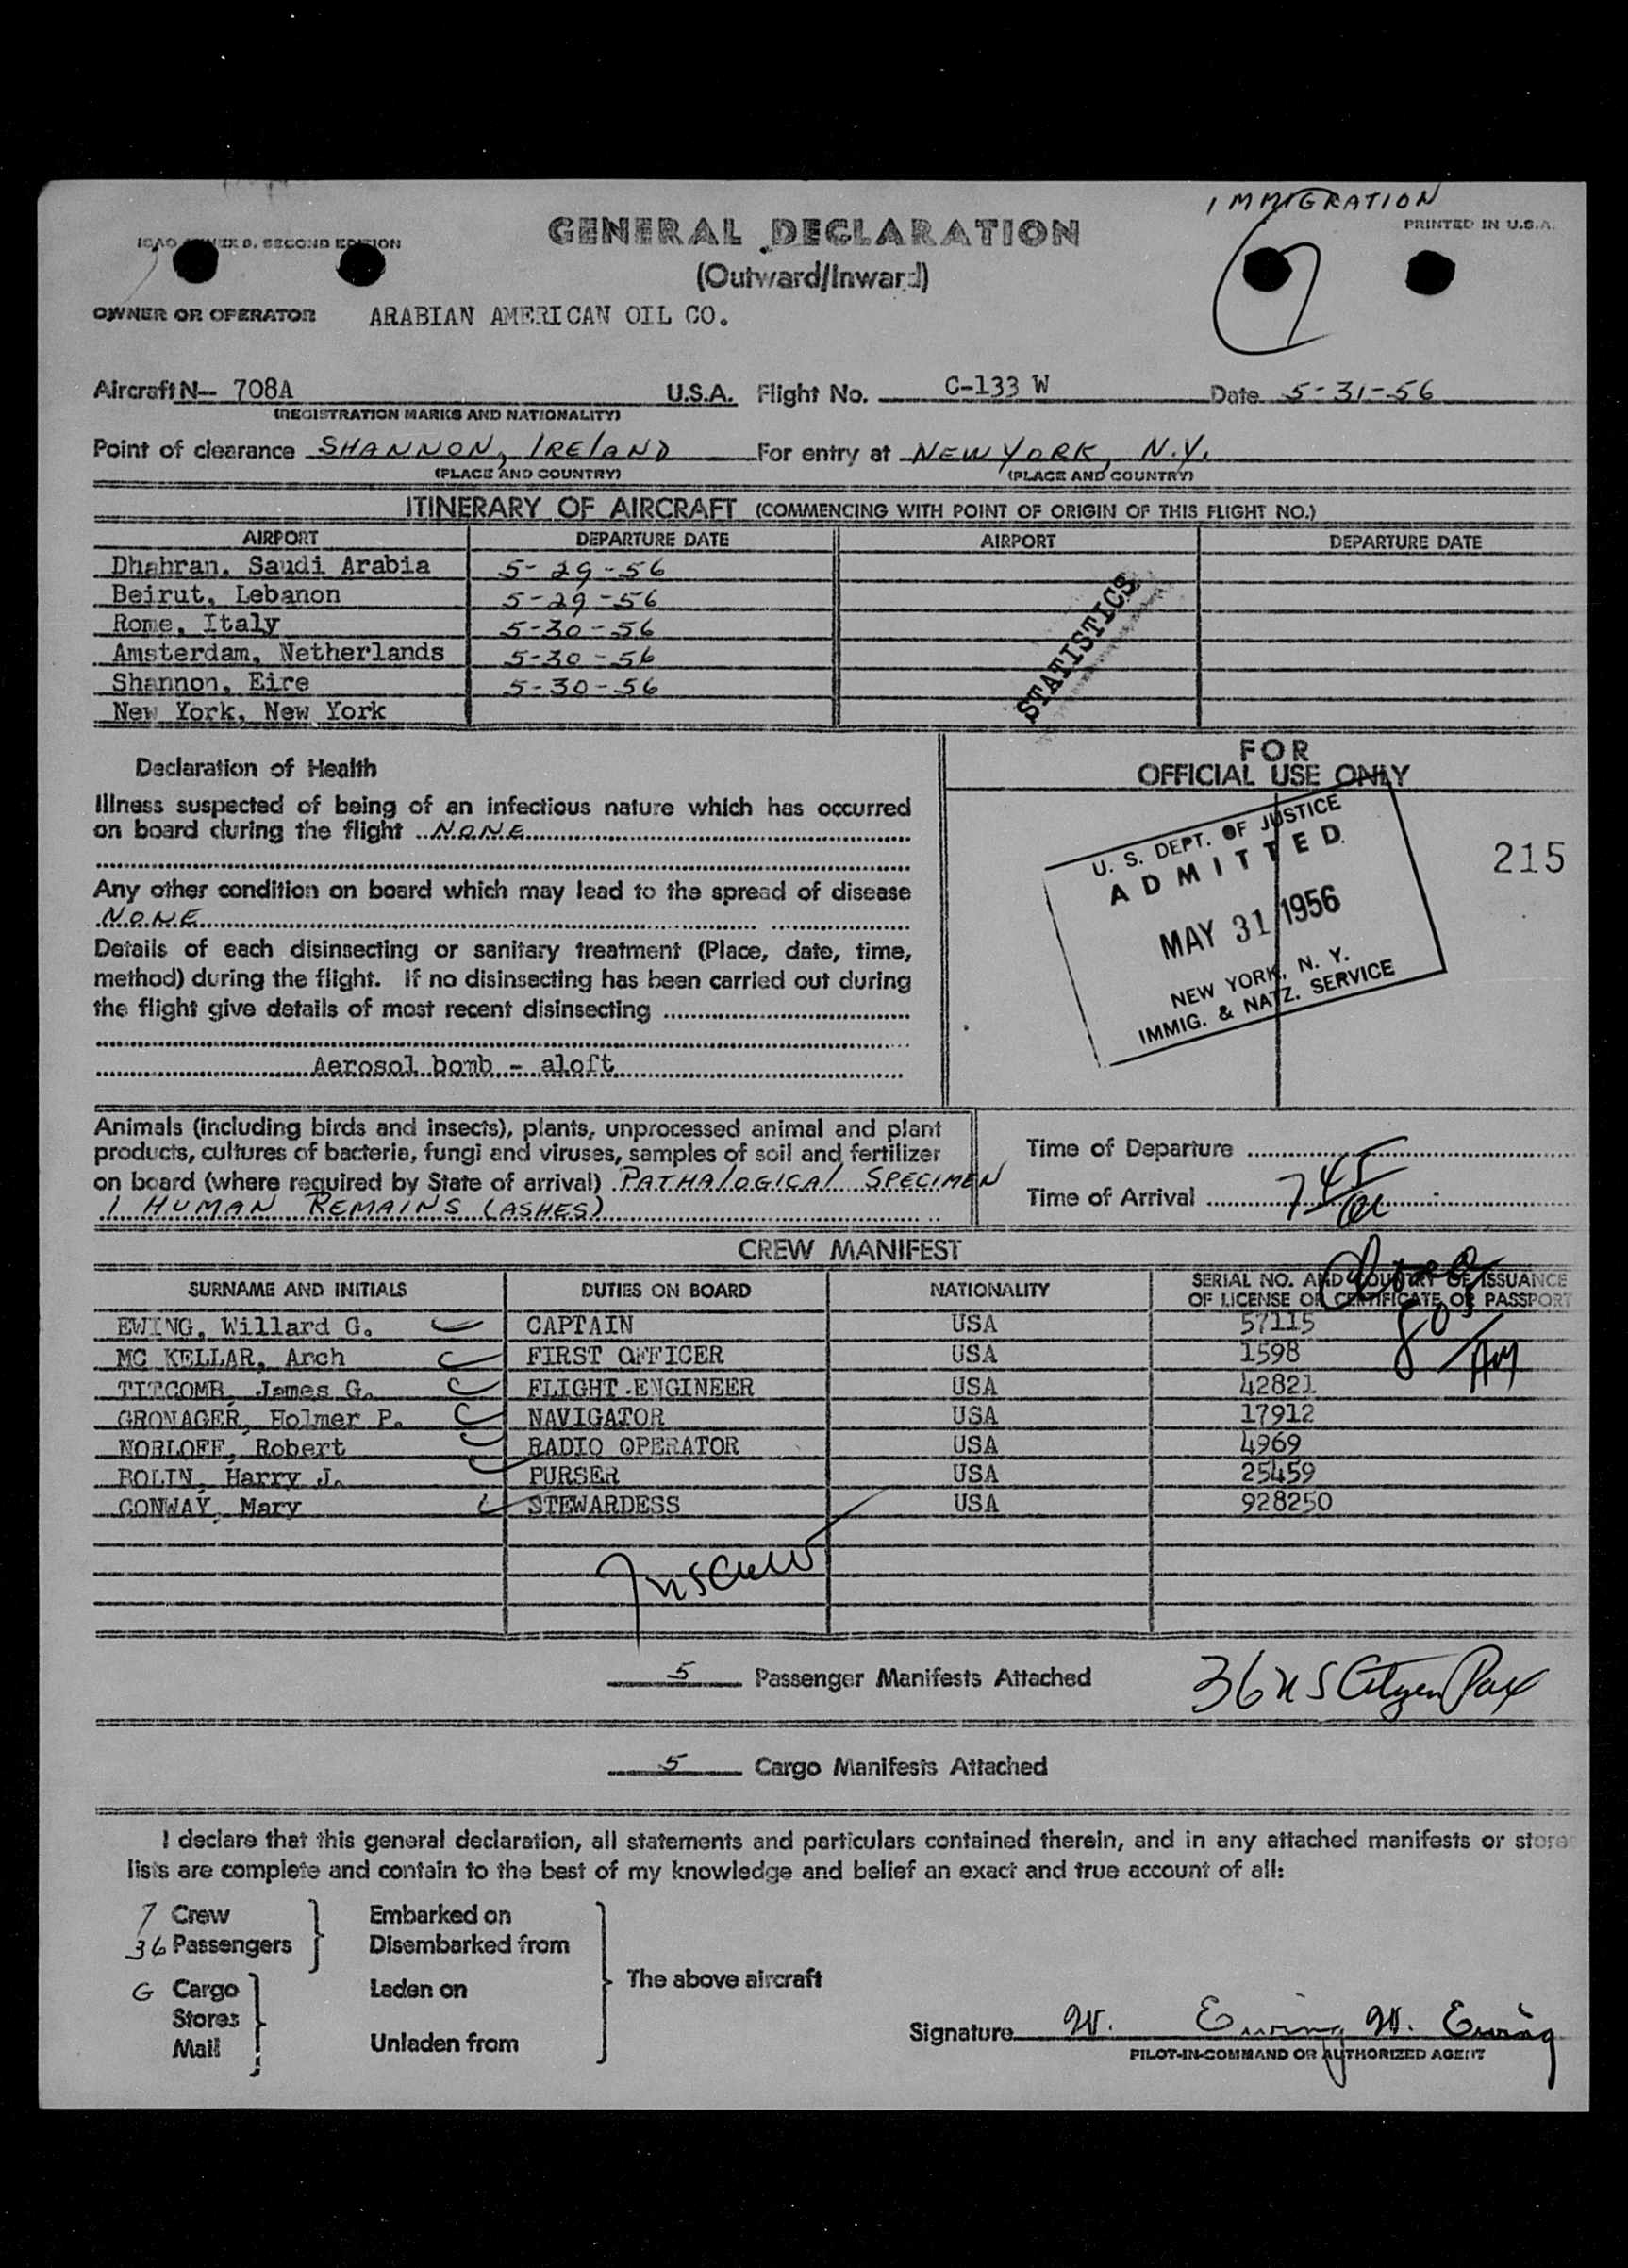 IMMIGRATION
ICAO ANNEX 9, SECOND EDITION
GENERAL DECLARATION
PRINTED IN U.S.A.
(Outward/Inward)
7
OWNER OR OPERATOR ARABIAN AMERICAN OIL CO.
Aircraft N- 708A U.S.A. Flight No. C-133 W Date 5-31-56
(REGISTRATION MARKS AND NATIONALITY)
Point of clearance SHANNON, IRELAND For entry at NEW YORK, N.Y.
(PLACE AND COUNTRY) (PLACE AND COUNTRY)
ITINERARY OF AIRCRAFT (COMMENCING WITH POINT OF ORIGIN OF THIS FLIGHT NO.)
AIRPORT DEPARTURE DATE AIRPORT DEPARTURE DATE
Dhahran, Saudi Arabia 5-29-56
Beirut, Lebanon 5-29-56
Rome, Italy 5-30-56
Amsterdam, Netherlands 5-30-56
Shannon, Eire 5-30-56
New York, New York
STATISTICS
Declaration of Health
Illness suspected of being of an infectious nature which has occurred
on board during the flight NONE
Any other condition on board which may lead to the spread of disease
NONE
Details of each disinsecting or sanitary treatment (Place, date, time,
method) during the flight. If no disinsecting has been carried out during
the flight give details of most recent disinsecting
Aerosol bomb - aloft
FOR
OFFICIAL USE ONLY
U. S. DEPT. OF JUSTICE
ADMITTED
MAY 31 1956
NEW YORK, N. Y.
IMMIG. & NATZ. SERVICE
215
Animals (including birds and insects), plants, unprocessed animal and plant
products, cultures of bacteria, fungi and viruses, samples of soil and fertilizer
on board (where required by State of arrival) PATHALOGICAL SPECIMEN
1 HUMAN REMAINS (ASHES)
Time of Departure
Time of Arrival 745
CREW MANIFEST
SURNAME AND INITIALS DUTIES ON BOARD NATIONALITY SERIAL NO. AND COUNTRY OF ISSUANCE
OF LICENSE OR CERTIFICATE OR PASSPORT
EWING, Willard G. CAPTAIN USA 57115
MC KELLAR, Arch FIRST OFFICER USA 1598
TITCOMB, James G. FLIGHT ENGINEER USA 42821
GRONAGER, Holmer P. NAVIGATOR USA 17912
NORLOFF, Robert RADIO OPERATOR USA 4969
BOLIN, Harry J. PURSER USA 25459
CONWAY, Mary STEWARDESS USA 928250
805
AM
7 us crew
5 Passenger Manifests Attached
36 US Citizen Pax
5 Cargo Manifests Attached
I declare that this general declaration, all statements and particulars contained therein, and in any attached manifests or store
lists are complete and contain to the best of my knowledge and belief an exact and true account of all:
7 Crew Embarked on
36 Passengers Disembarked from
The above aircraft
G Cargo Laden on
Stores
Mail Unladen from
Signature W. Ewing W. Ewing
PILOT-IN-COMMAND OR AUTHORIZED AGENT